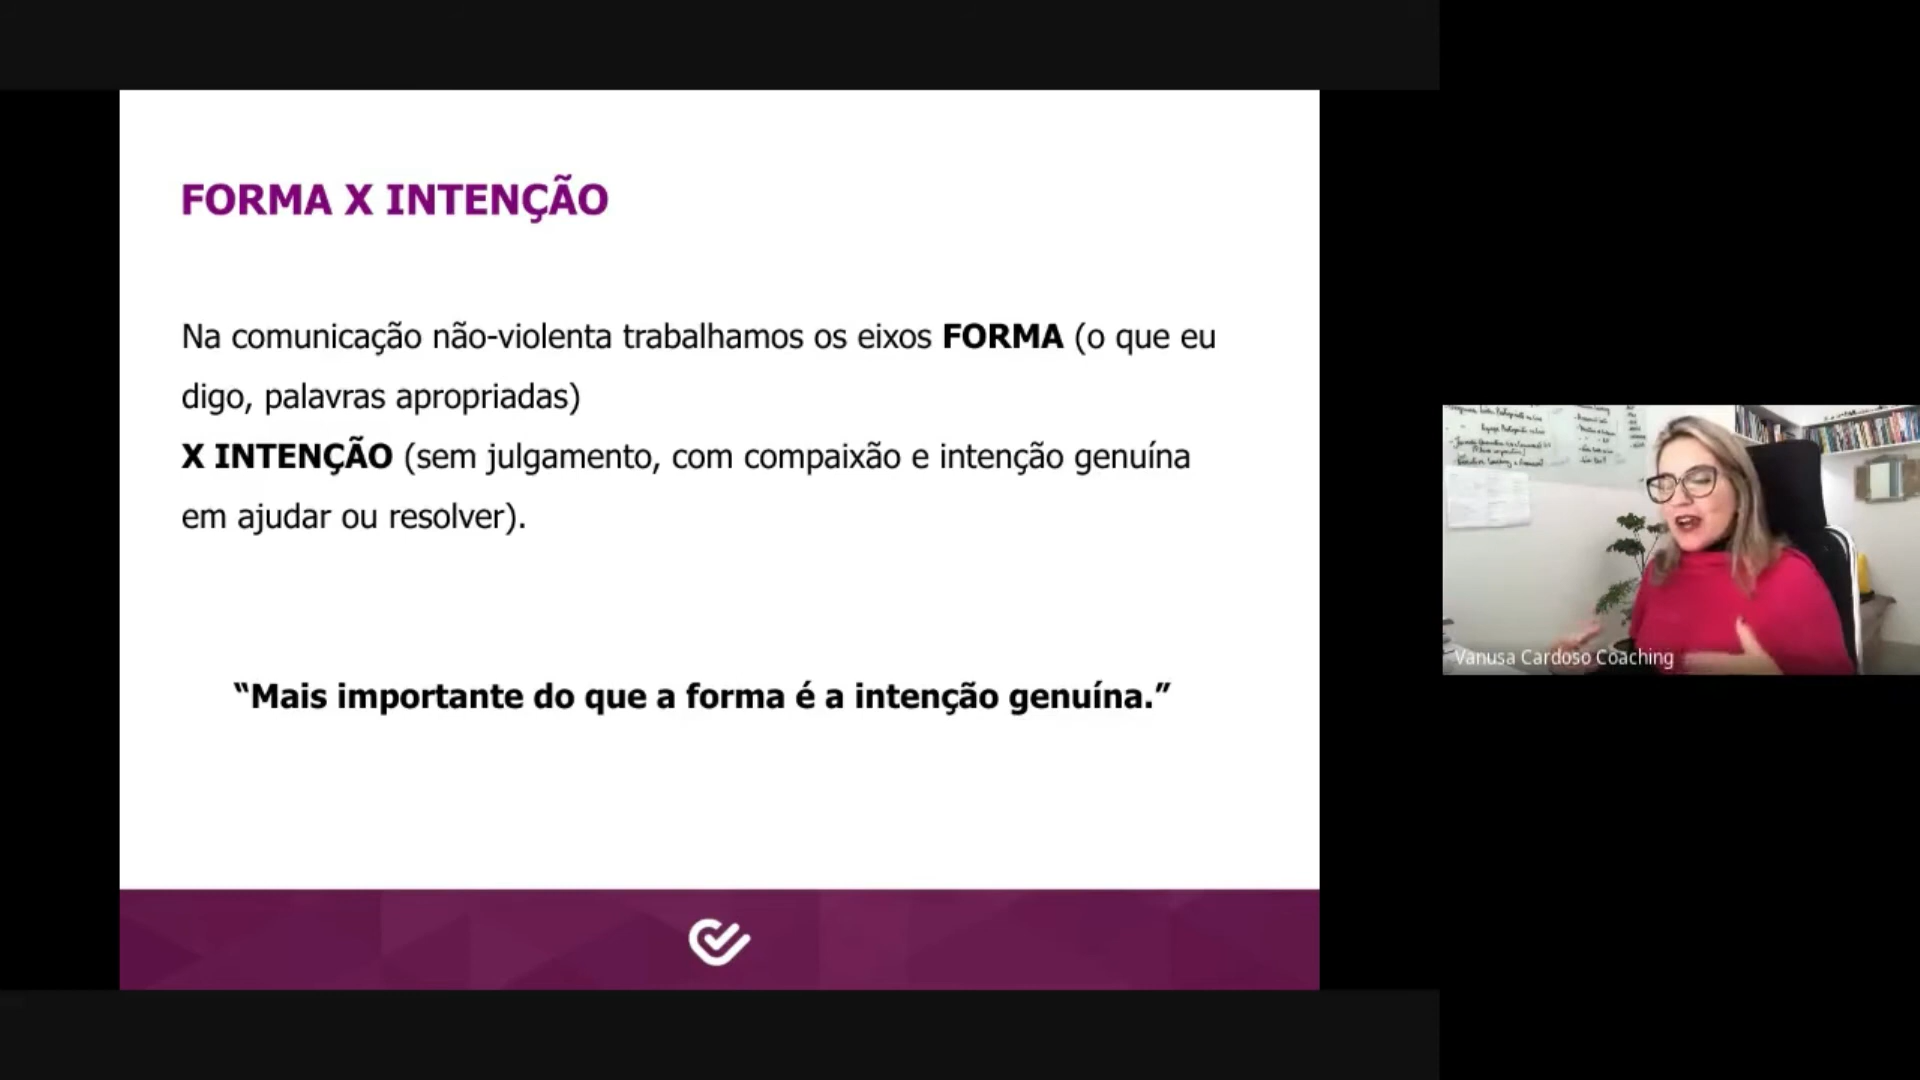 FORMA X INTENÇÃO
Na comunicação não-violenta trabalhamos os eixos FORMA (o que eu
digo, palavras apropriadas)
X INTENÇÃO (sem julgamento, com compaixão e intenção genuína
em ajudar ou resolver).
“Mais importante do que a forma é a intenção genuína.”
Vanusa Cardoso Coaching